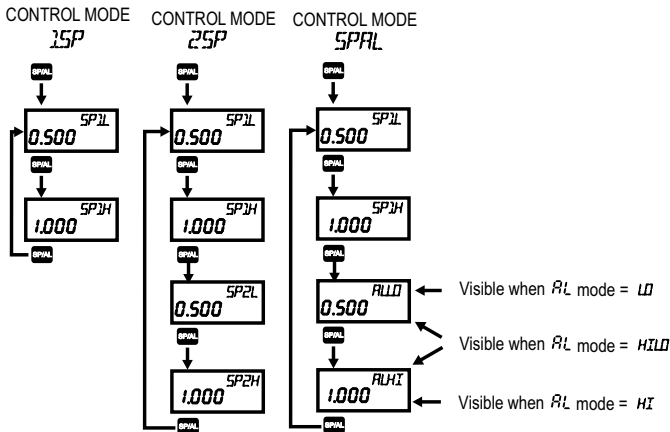 CONTROL MODE
1SP
SP/AL
SP1L
0.500
SP/AL
SP1H
1.000
SP/AL
CONTROL MODE
2SP
SP/AL
SP1L
0.500
SP/AL
SP1H
1.000
SP/AL
SP2L
0.500
SP/AL
SP2H
1.000
SP/AL
CONTROL MODE
SPAL
SP/AL
SP1L
0.500
SP/AL
SP1H
1.000
SP/AL
ALLO
0.500
SP/AL
ALHI
1.000
SP/AL
Visible when AL mode = LO
Visible when AL mode = HILO
Visible when AL mode = HI